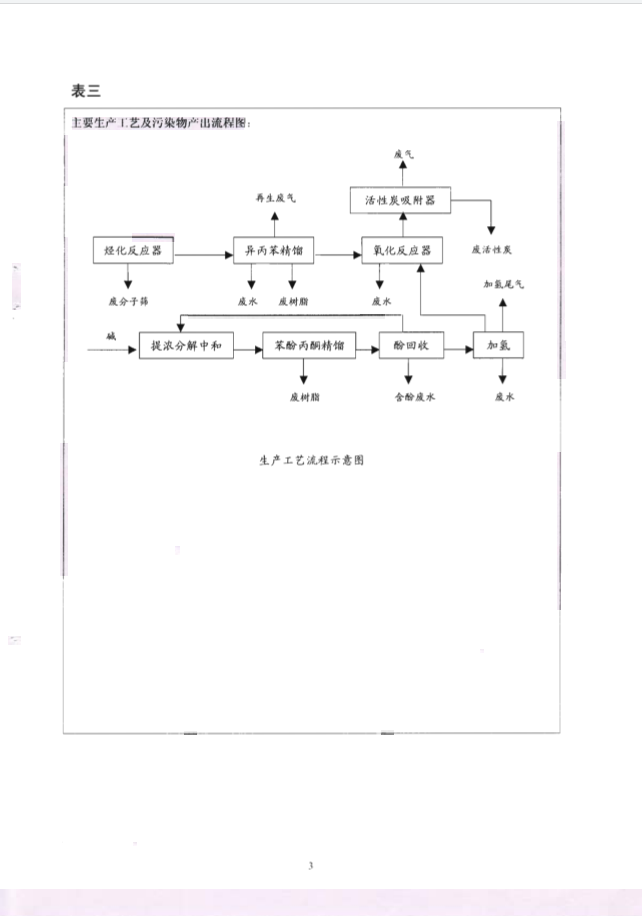 表三
主要生产工艺及污染物产出流程图：
废气
再生废气
活性炭吸附器
烃化反应器
异丙苯精馏
氧化反应器
废活性炭
加氢尾气
废分子筛
废水
废树脂
废水
碱
提浓分解中和
苯酚丙酮精馏
酚回收
加氢
废树脂
含酚废水
废水
生产工艺流程示意图
3